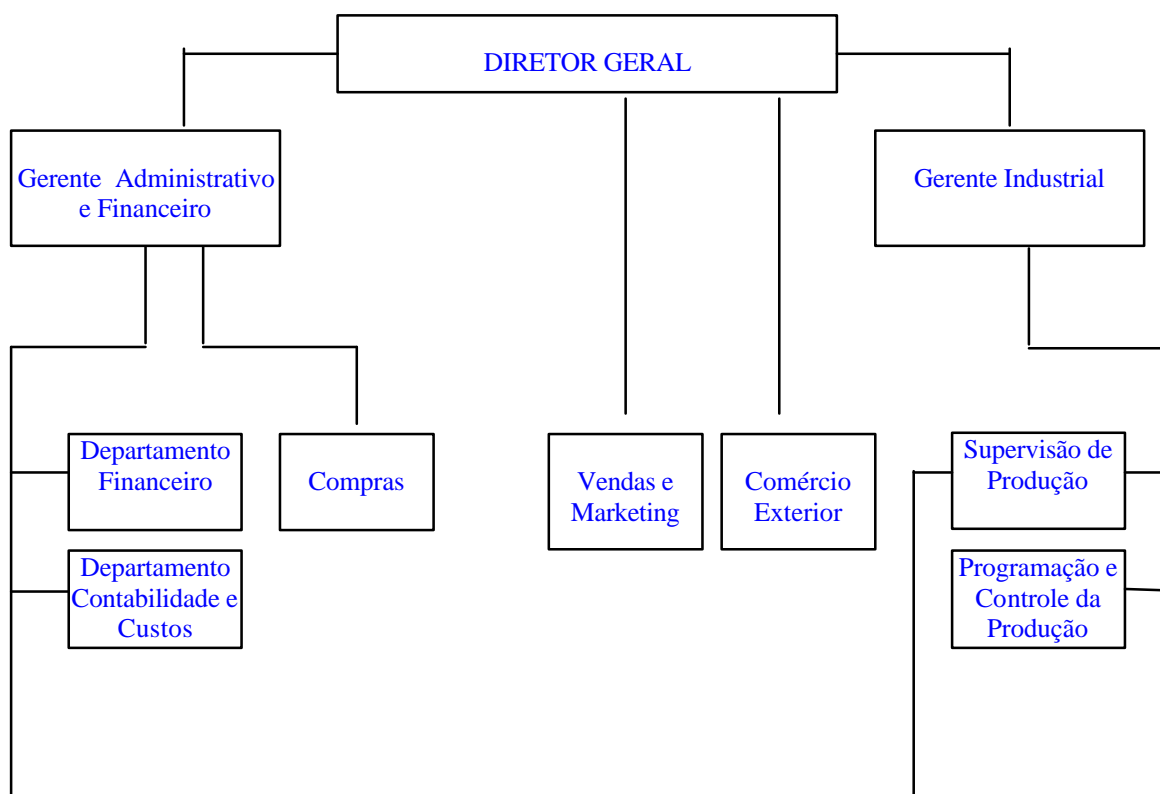 DIRETOR GERAL
Gerente Administrativo
e Financeiro
Gerente Industrial
Departamento
Financeiro
Compras
Vendas e
Marketing
Comércio
Exterior
Supervisão de
Produção
Departamento
Contabilidade e
Custos
Programação e
Controle da
Produção